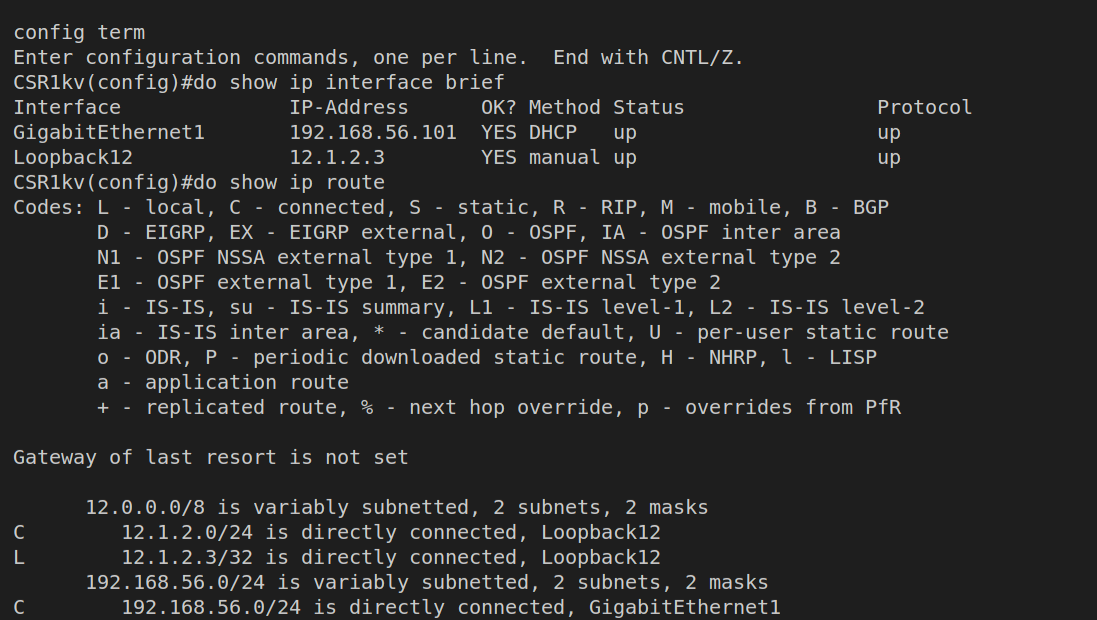 config term
Enter configuration commands, one per line.  End with CNTL/Z.
CSR1kv(config)#do show ip interface brief
Interface              IP-Address      OK? Method Status                Protocol
GigabitEthernet1       192.168.56.101  YES DHCP   up                    up
Loopback12             12.1.2.3        YES manual up                    up
CSR1kv(config)#do show ip route
Codes: L - local, C - connected, S - static, R - RIP, M - mobile, B - BGP
       D - EIGRP, EX - EIGRP external, O - OSPF, IA - OSPF inter area
       N1 - OSPF NSSA external type 1, N2 - OSPF NSSA external type 2
       E1 - OSPF external type 1, E2 - OSPF external type 2
       i - IS-IS, su - IS-IS summary, L1 - IS-IS level-1, L2 - IS-IS level-2
       ia - IS-IS inter area, * - candidate default, U - per-user static route
       o - ODR, P - periodic downloaded static route, H - NHRP, l - LISP
       a - application route
       + - replicated route, % - next hop override, p - overrides from PfR
Gateway of last resort is not set
      12.0.0.0/8 is variably subnetted, 2 subnets, 2 masks
C        12.1.2.0/24 is directly connected, Loopback12
L        12.1.2.3/32 is directly connected, Loopback12
      192.168.56.0/24 is variably subnetted, 2 subnets, 2 masks
C        192.168.56.0/24 is directly connected, GigabitEthernet1